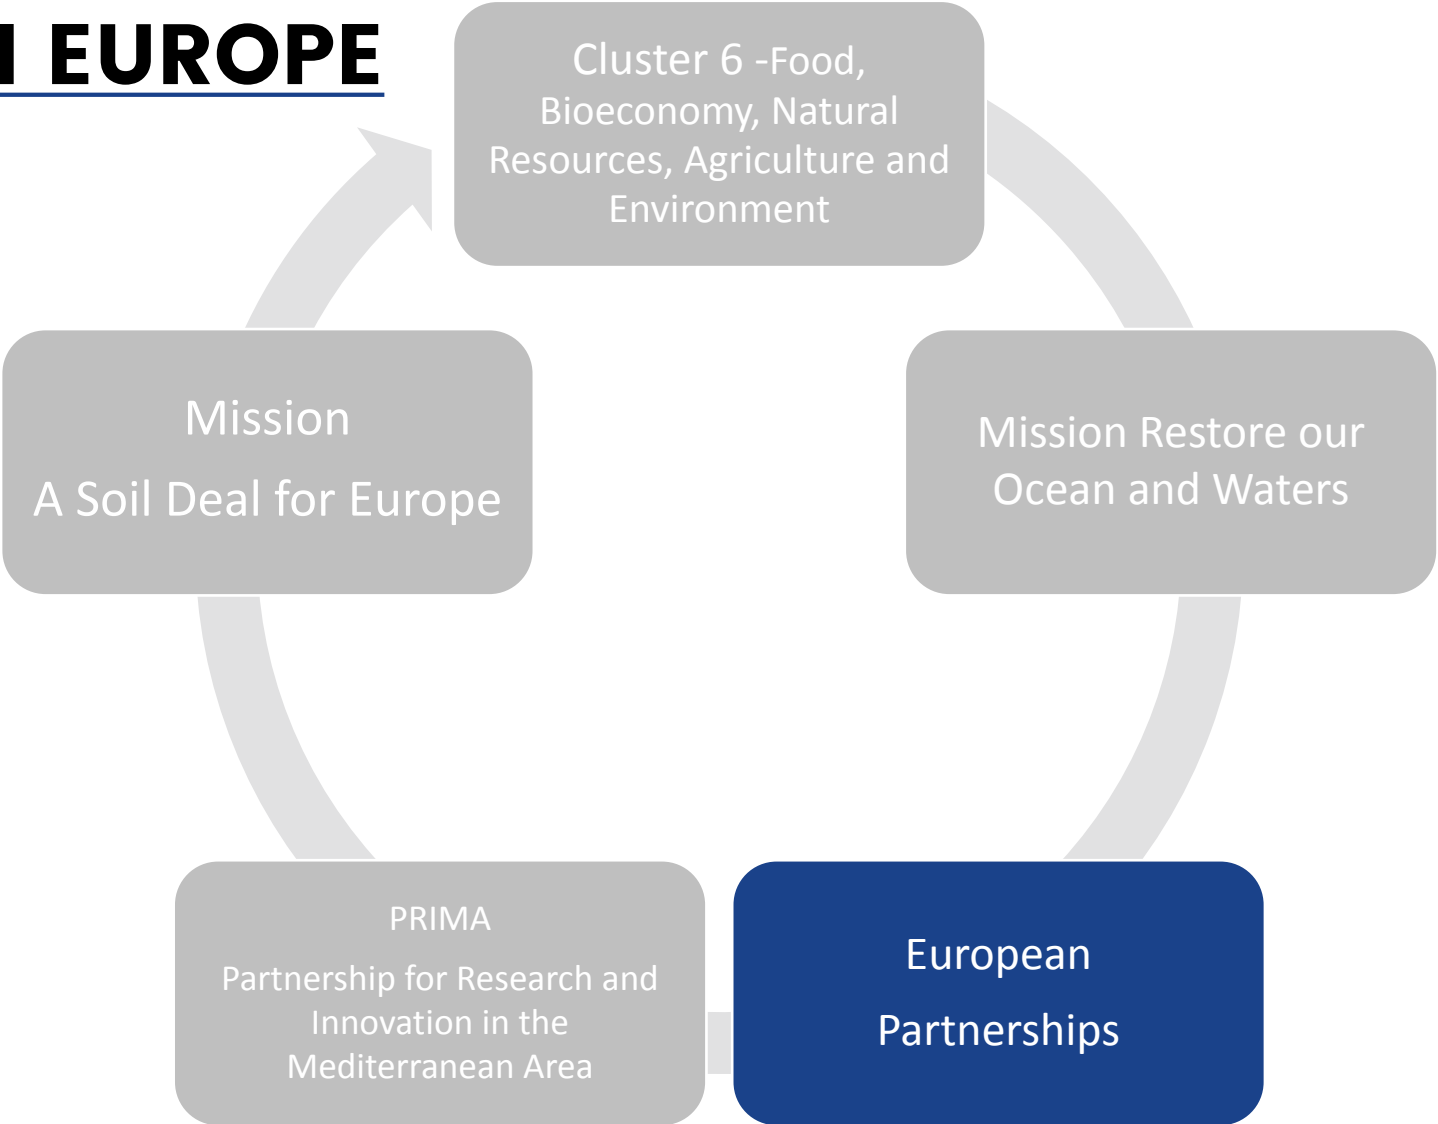 EUROPE
Cluster 6 -Food,
Bioeconomy, Natural
Resources, Agriculture and
Environment
Mission Restore our
Ocean and Waters
European
Partnerships
PRIMA
Partnership for Research and
Innovation in the
Mediterranean Area
Mission
A Soil Deal for Europe